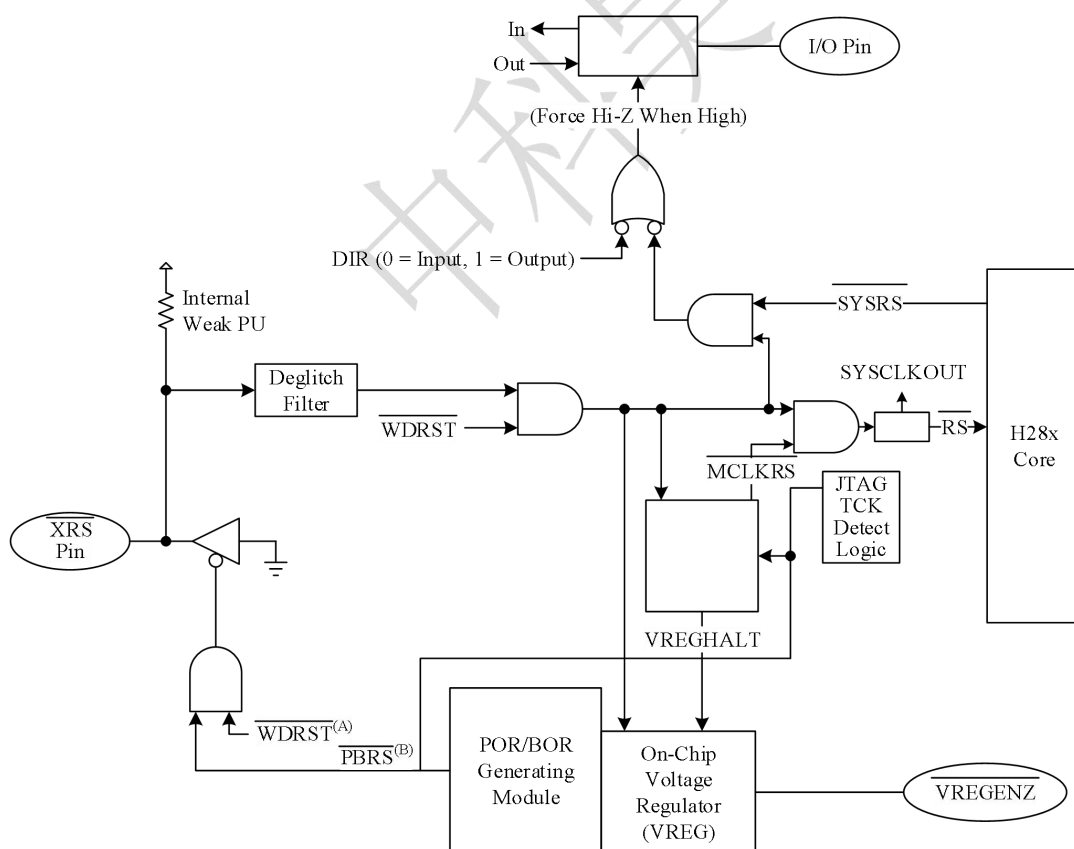 In
Out
I/O Pin
(Force Hi-Z When High)
DIR (0 = Input, 1 = Output)
Internal
Weak PU
SYSRS
Deglitch
Filter
WDRST
SYSCLKOUT
RS
H28x
Core
MCLKRS
JTAG
TCK
Detect
Logic
XRS
Pin
VREGHALT
WDRST(A)
PBRS(B)
POR/BOR
Generating
Module
On-Chip
Voltage
Regulator
(VREG)
VREGENZ
中科